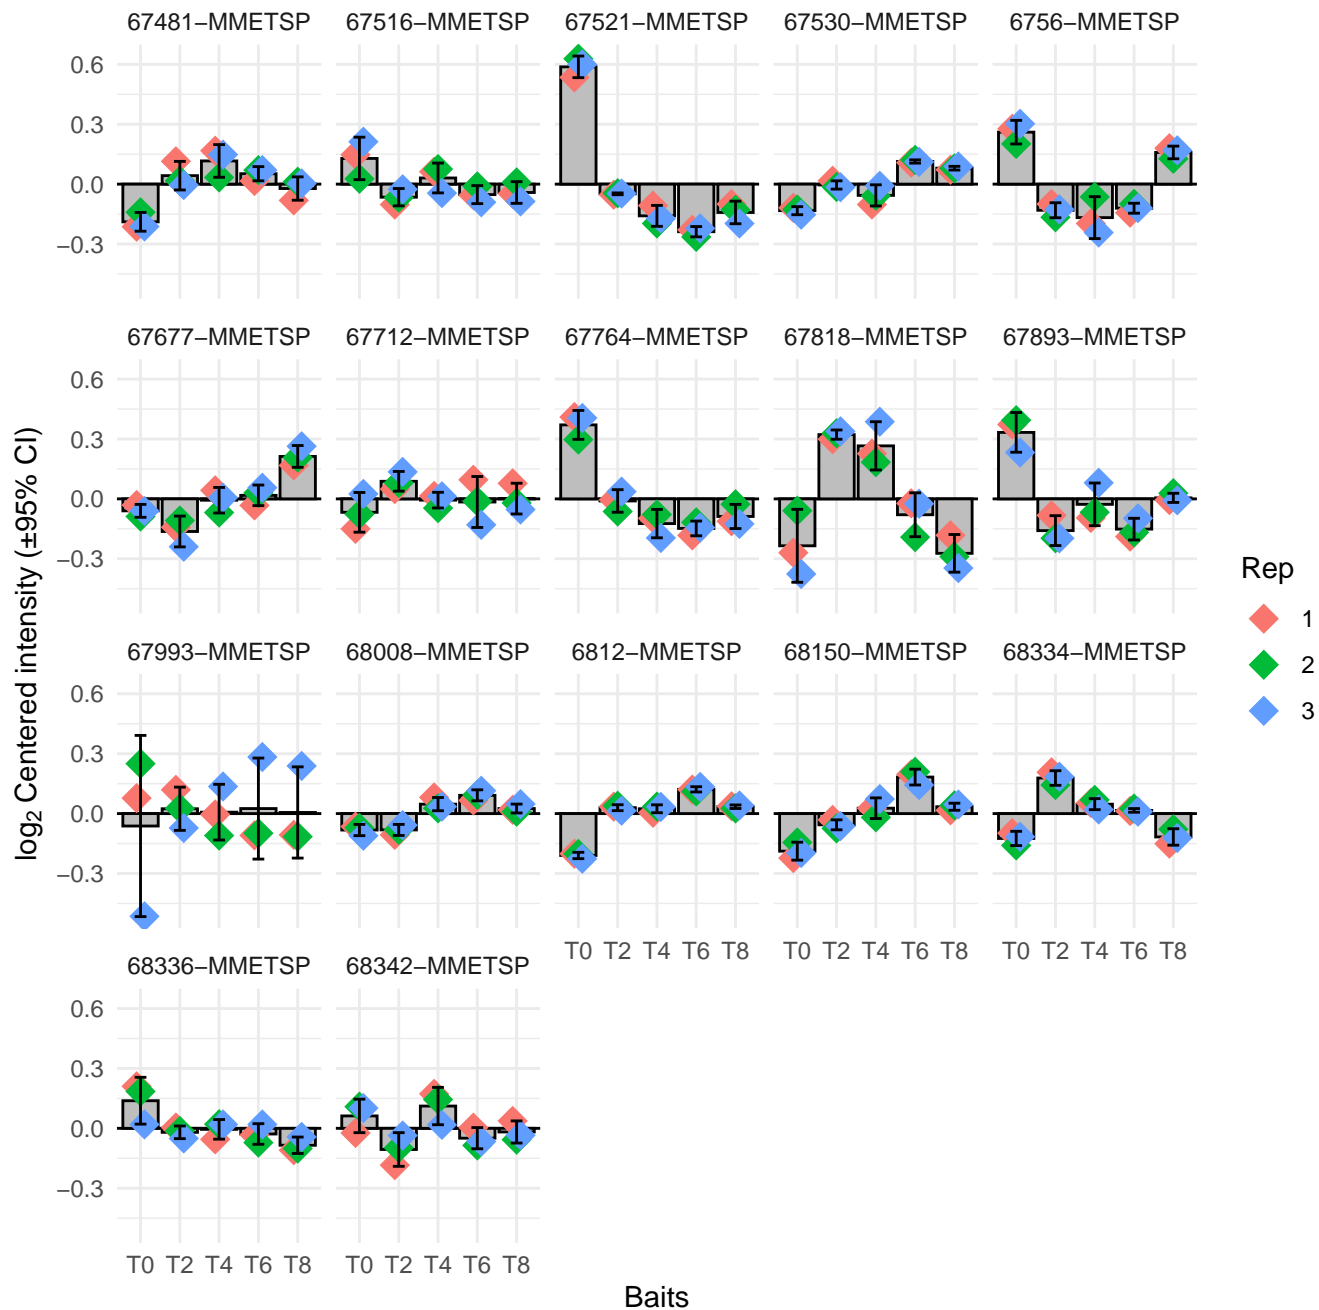 67481−MMETSP 67516−MMETSP 67521−MMETSP 67530−MMETSP 6756−MMETSP
0.6
0.3
0.0
−0.3
67677−MMETSP 67712−MMETSP 67764−MMETSP 67818−MMETSP 67893−MMETSP
0.6
0.3
0.0
−0.3
67993−MMETSP 68008−MMETSP 6812−MMETSP 68150−MMETSP 68334−MMETSP
0.6
0.3
0.0
−0.3
T0 T2 T4 T6 T8 T0 T2 T4 T6 T8 T0 T2 T4 T6 T8
68336−MMETSP 68342−MMETSP
0.6
0.3
0.0
−0.3
T0 T2 T4 T6 T8 T0 T2 T4 T6 T8
Baits
log₂ Centered intensity (±95% CI)
Rep
1
2
3